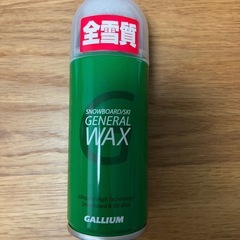 全雪質
SNOWBOARD/SKI
GENERAL
WAX
GALLIUM